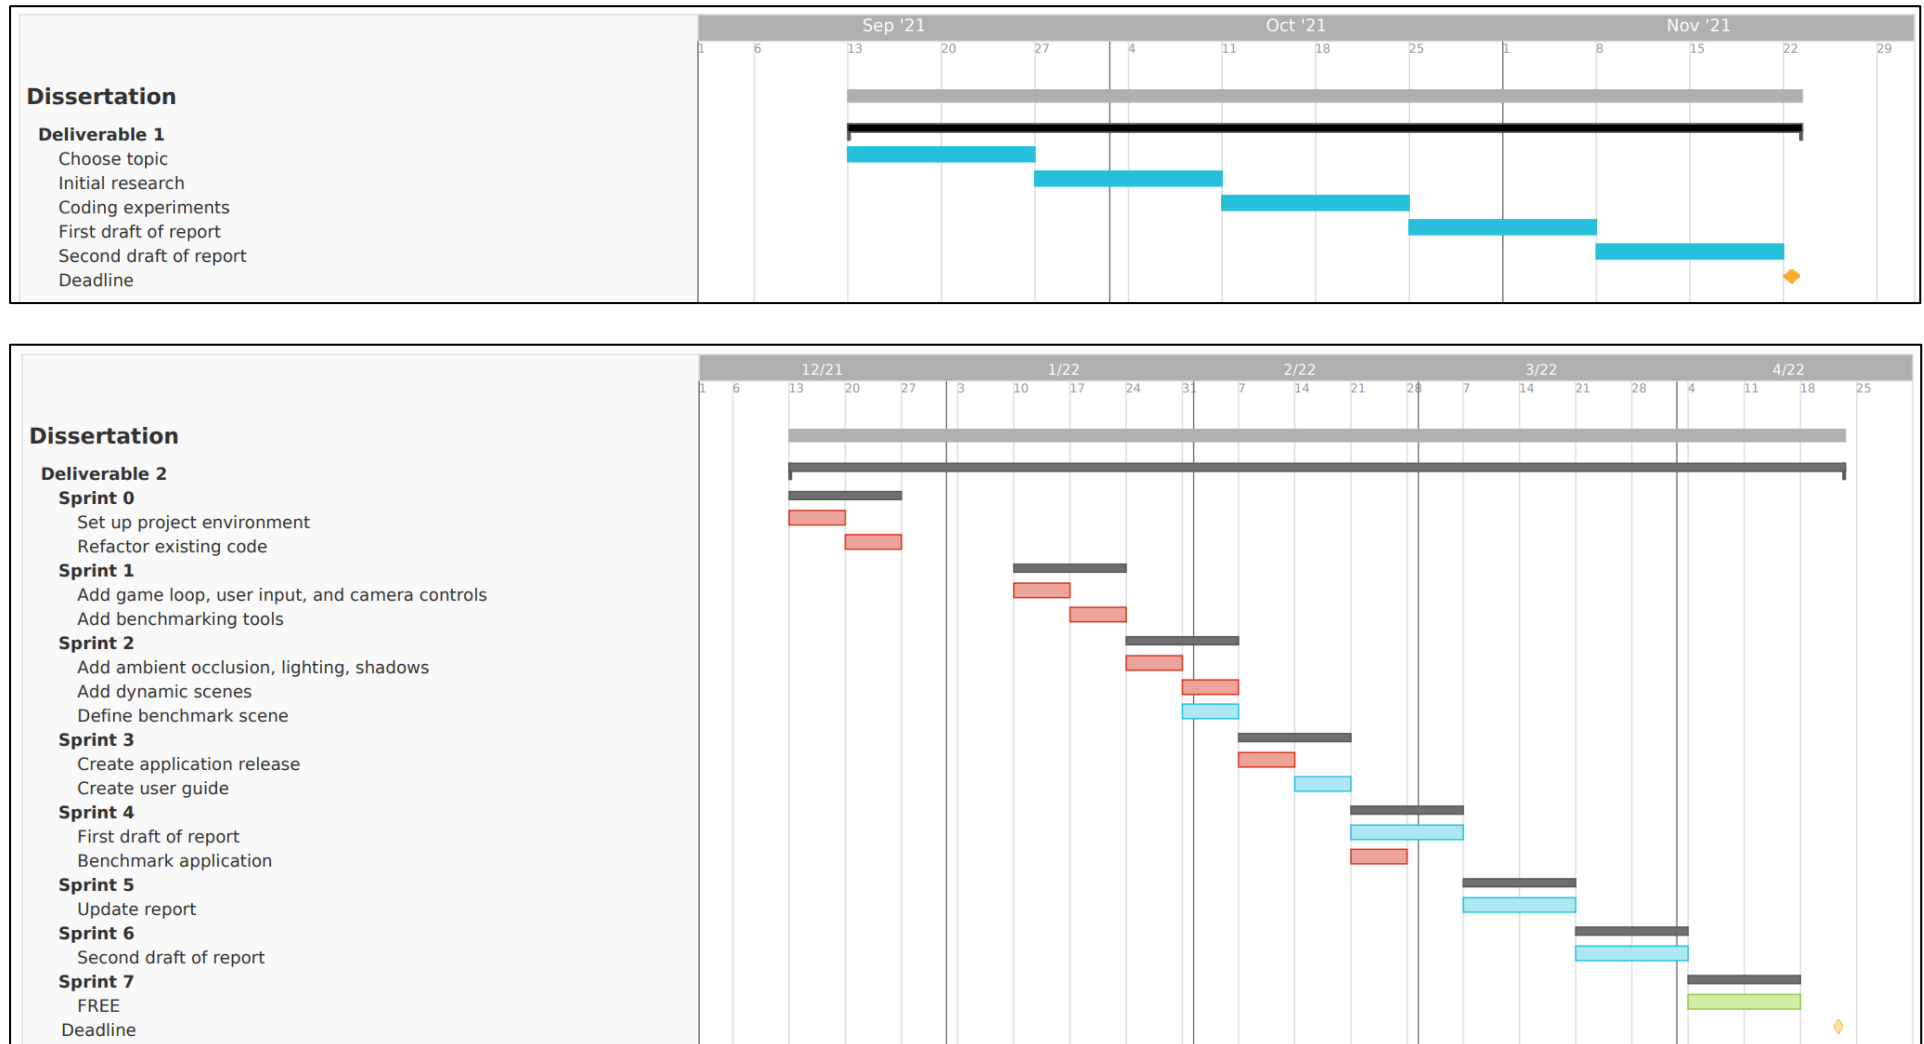 Sep '21 Oct '21 Nov '21
1 6 13 20 27 4 11 18 25 1 8 15 22 29
Dissertation
Deliverable 1
Choose topic
Initial research
Coding experiments
First draft of report
Second draft of report
Deadline
12/21 1/22 2/22 3/22 4/22
1 6 13 20 27 3 10 17 24 31 7 14 21 28 7 14 21 28 4 11 18 25
Dissertation
Deliverable 2
Sprint 0
Set up project environment
Refactor existing code
Sprint 1
Add game loop, user input, and camera controls
Add benchmarking tools
Sprint 2
Add ambient occlusion, lighting, shadows
Add dynamic scenes
Define benchmark scene
Sprint 3
Create application release
Create user guide
Sprint 4
First draft of report
Benchmark application
Sprint 5
Update report
Sprint 6
Second draft of report
Sprint 7
FREE
Deadline